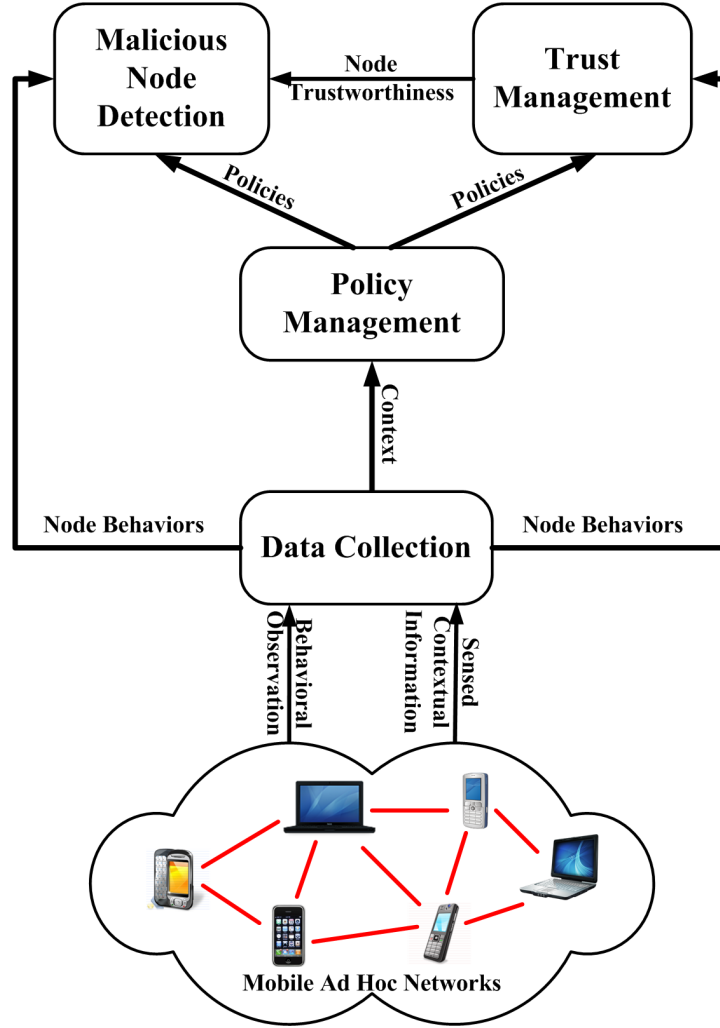 Malicious
Node
Detection
Node
Trustworthiness
Trust
Management
Policies
Policies
Policy
Management
Context
Node Behaviors
Data Collection
Node Behaviors
Behavioral
Observation
Sensed
Contextual
Information
Mobile Ad Hoc Networks